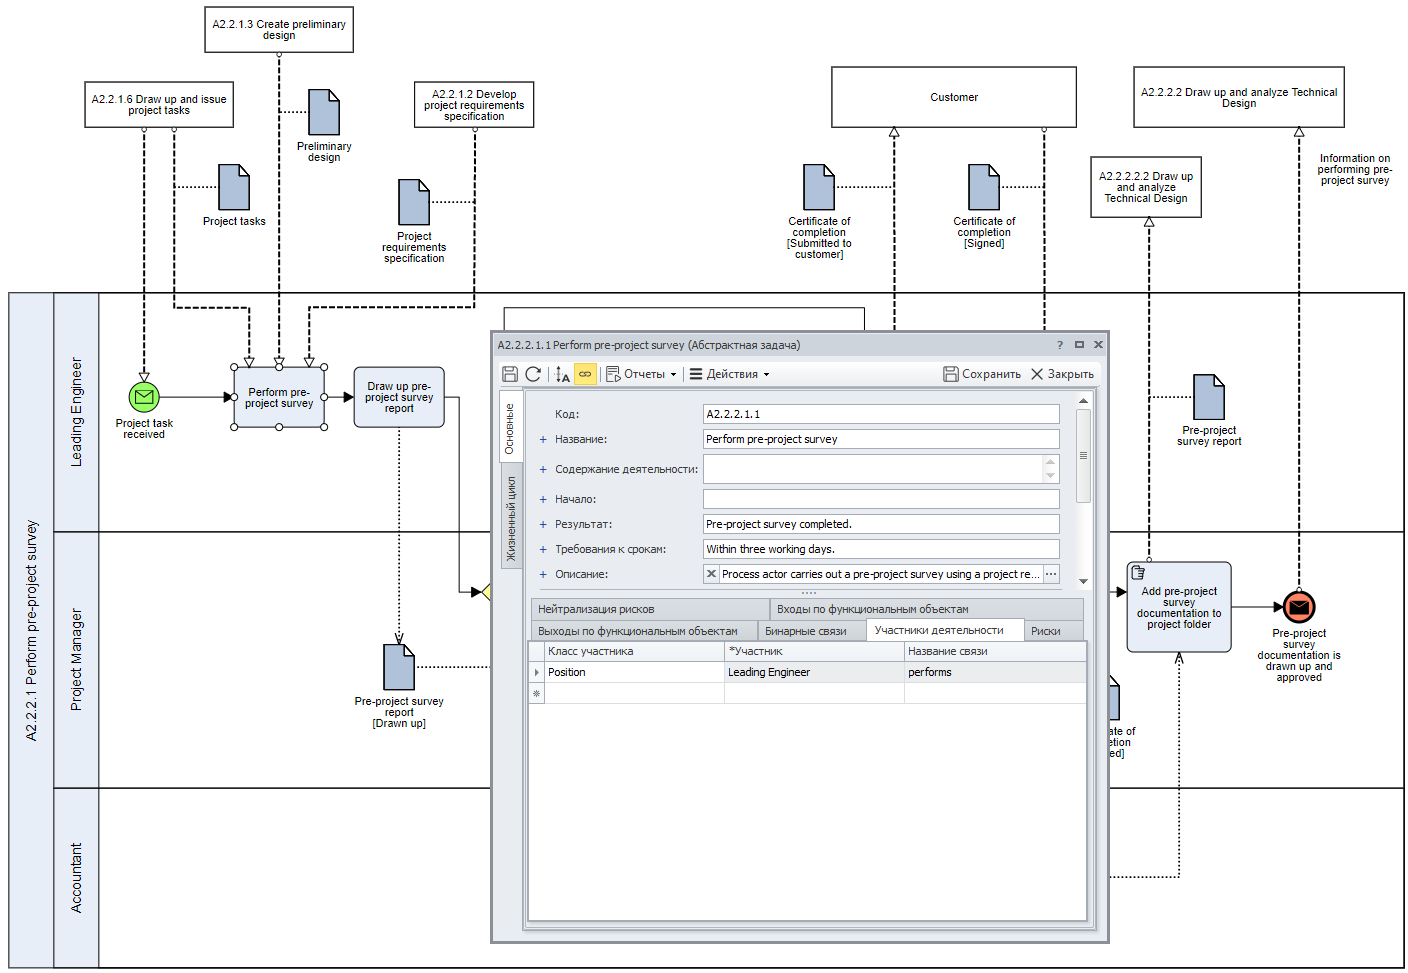 A2.2.1.3 Create preliminary
design
A2.2.1.6 Draw up and issue
project tasks
A2.2.1.2 Develop
project requirements
specification
Customer
A2.2.2.2 Draw up and analyze Technical
Design
Preliminary
design
Project tasks
Project
requirements
specification
Certificate of
completion
[Submitted to
customer]
Certificate of
completion
[Signed]
A2.2.2.2.2 Draw up
and analyze
Technical Design
Information on
performing pre-
project survey
A2.2.2.1 Perform pre-project survey
Leading Engineer
Project Manager
Accountant
Project task
received
Perform pre-
project survey
Draw up pre-
project survey
report
Pre-project survey
report
[Drawn up]
A2.2.2.1.1 Perform pre-project survey (Абстрактная задача)
?
Отчеты
Действия
Сохранить
Закрыть
Основные
Жизненный цикл
Код:
A2.2.2.1.1
+ Название:
Perform pre-project survey
+ Содержание деятельности:
+ Начало:
+ Результат:
Pre-project survey completed.
+ Требования к срокам:
Within three working days.
+ Описание:
Process actor carries out a pre-project survey using a project re...
Нейтрализация рисков
Входы по функциональным объектам
Выходы по функциональным объектам
Бинарные связи
Участники деятельности
Риски
Класс участника
*Участник
Название связи
Position
Leading Engineer
performs
Pre-project
survey report
Add pre-project
survey
documentation to
project folder
Pre-project
survey
documentation is
drawn up and
approved
ate of
etion
ed]